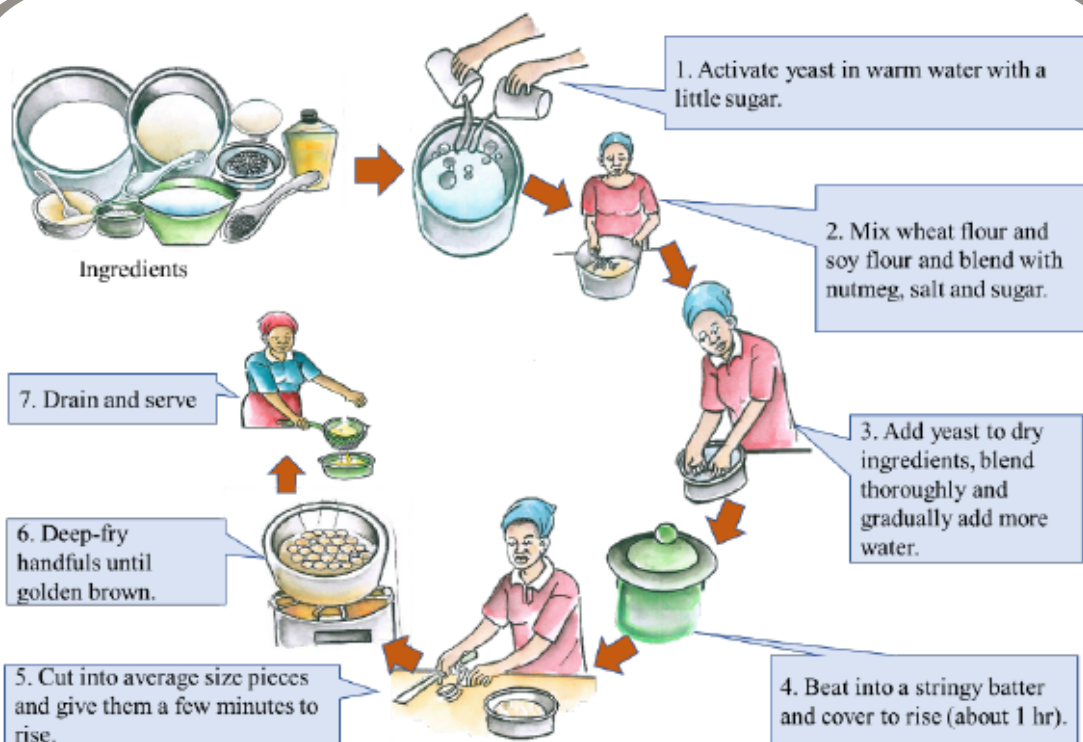 Ingredients
1. Activate yeast in warm water with a
little sugar.
2. Mix wheat flour and
soy flour and blend with
nutmeg, salt and sugar.
3. Add yeast to dry
ingredients, blend
thoroughly and
gradually add more
water.
4. Beat into a stringy batter
and cover to rise (about 1 hr).
5. Cut into average size pieces
and give them a few minutes to
rise.
6. Deep-fry
handfuls until
golden brown.
7. Drain and serve